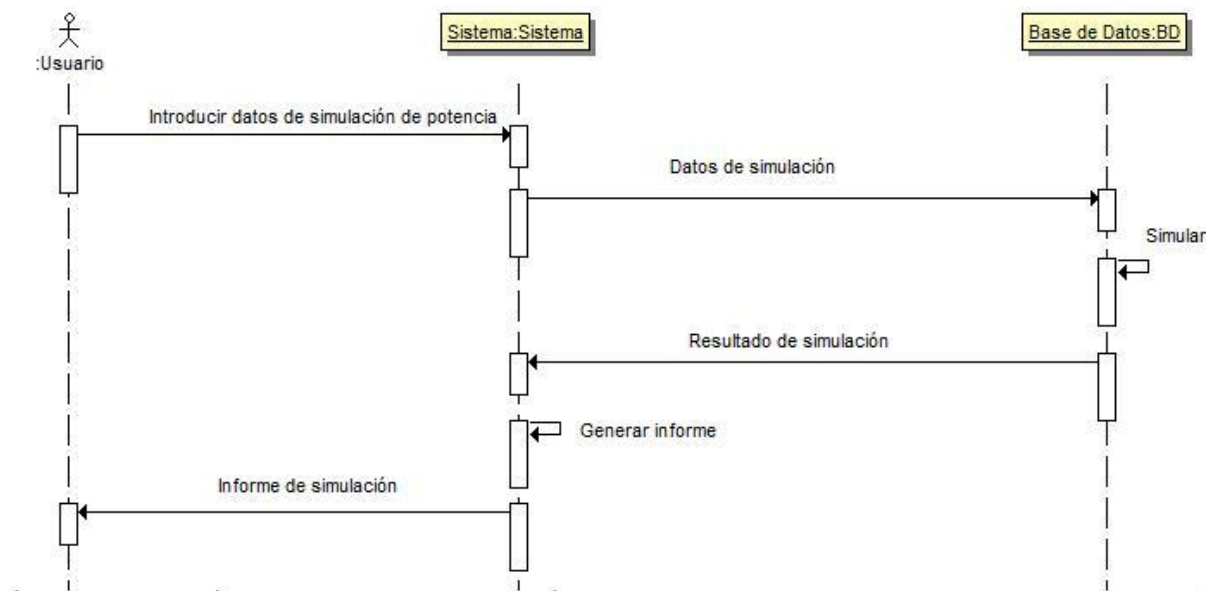 Sistema:Sistema
Base de Datos:BD
:Usuario
Introducir datos de simulación de potencia
Datos de simulación
Simular
Resultado de simulación
Generar informe
Informe de simulación